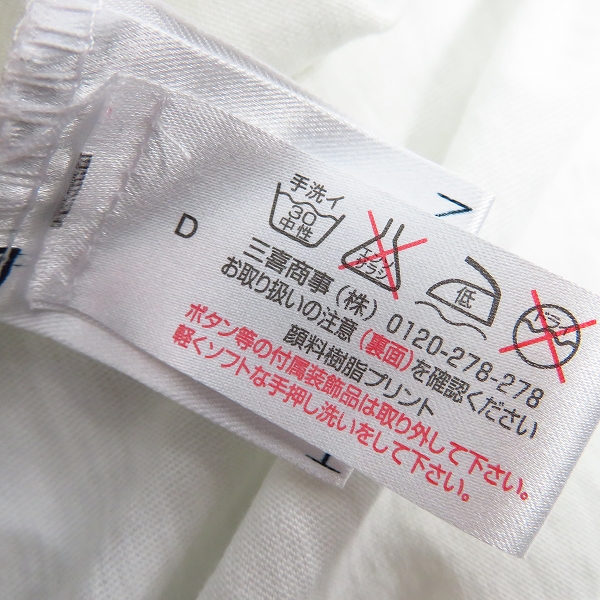 手洗イ
30
中性
エンソ
サラシ
低
ドライ
D
三喜商事(株)0120-278-278
お取り扱いの注意(裏面)を確認ください
顔料樹脂プリント
ボタン等の付属装飾品は取り外して下さい。
軽くソフトな手押し洗いをして下さい。